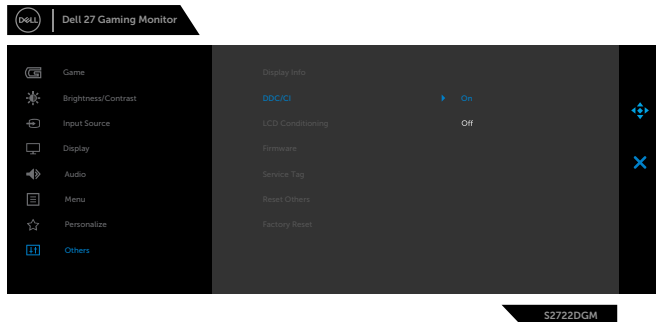 DELL
Dell 27 Gaming Monitor
Game
Brightness/Contrast
Input Source
Display
Audio
Menu
Personalize
Others
Display Info
DDC/CI
LCD Conditioning
Firmware
Service Tag
Reset Others
Factory Reset
On
Off
S2722DGM